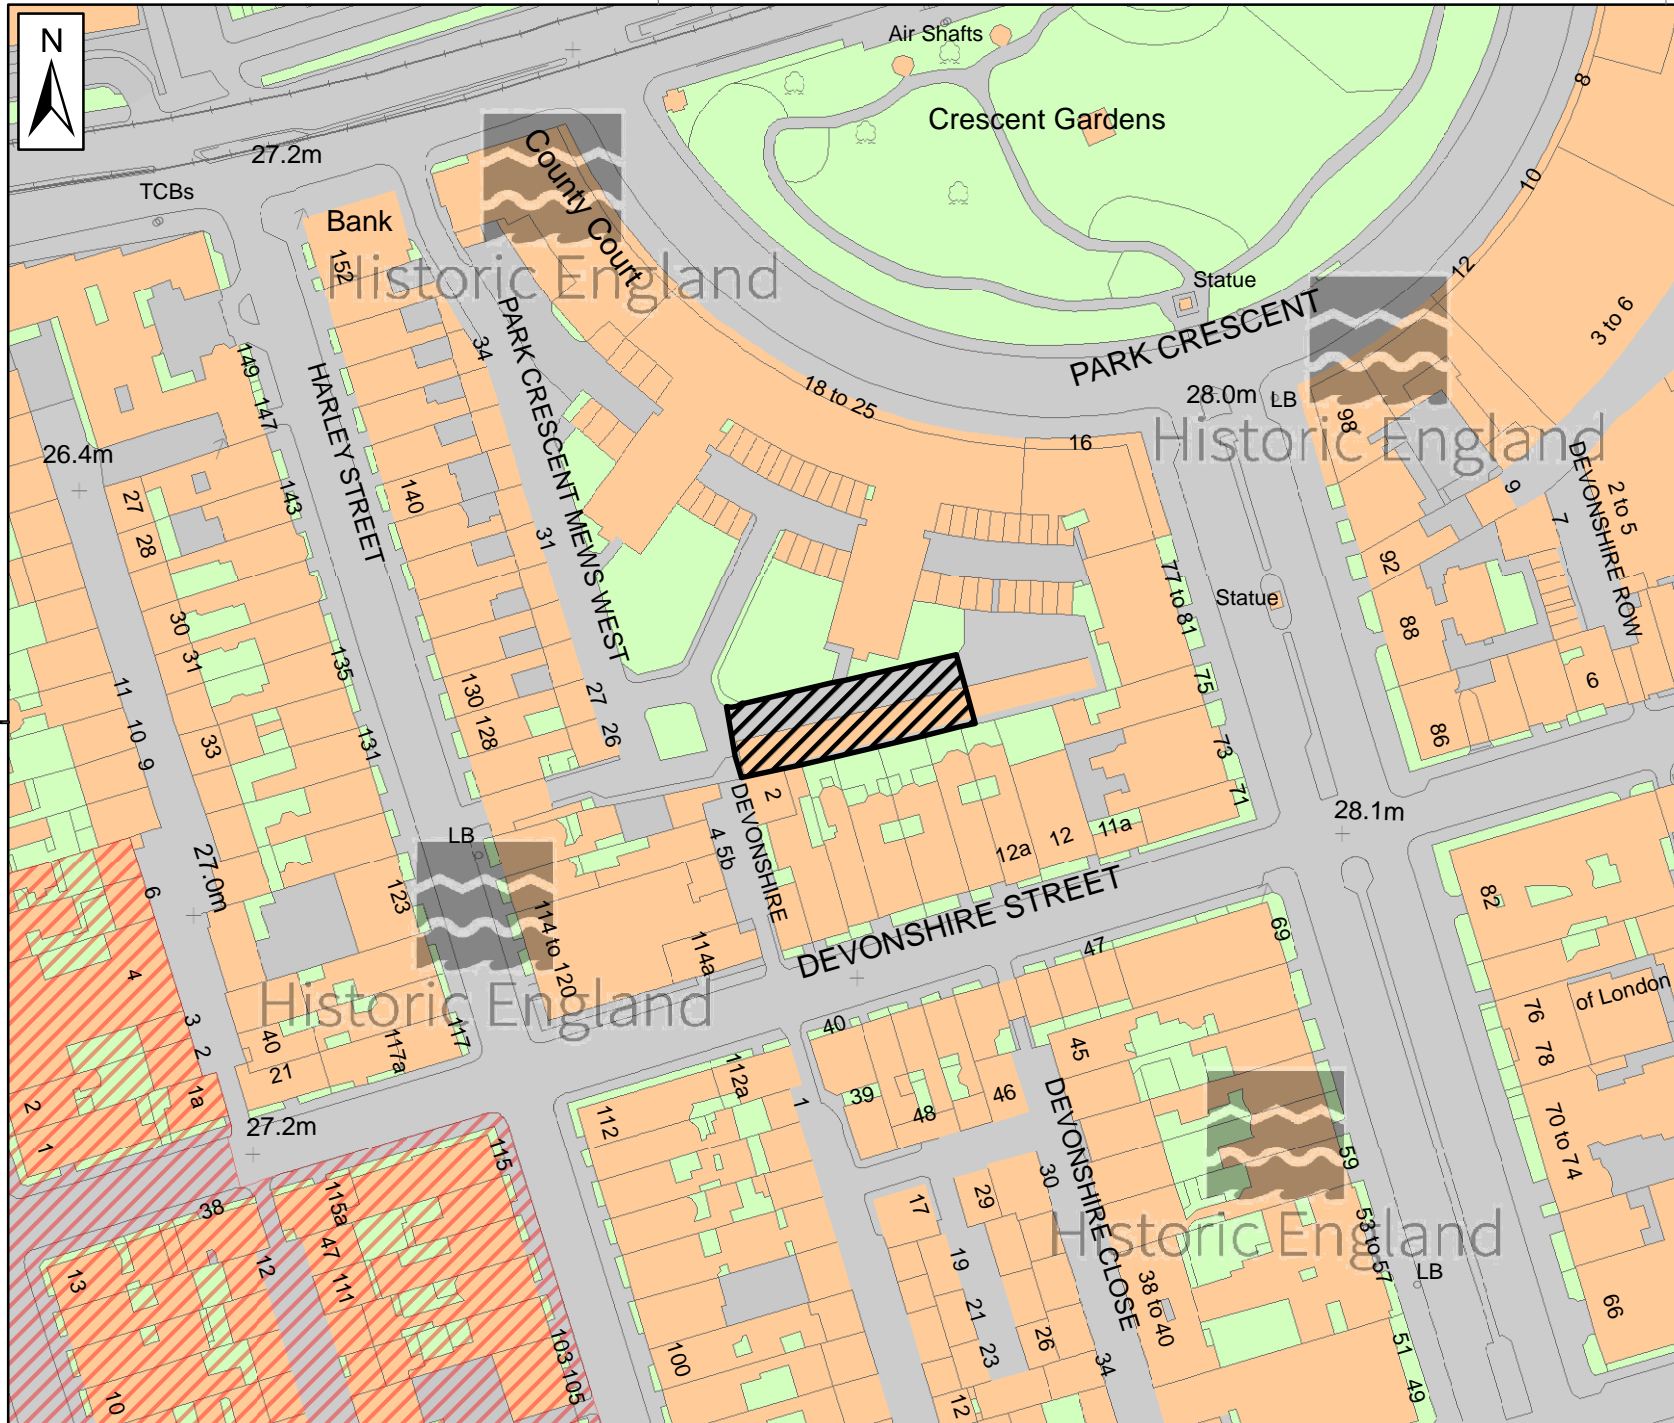 N
Air Shafts
Crescent Gardens
8
27.2m
County Court
TCBs
Bank
152
10
12
Historic England
Statue
3 to 6
PARK CRESCENT
34
PARK CRESCENT MEWS WEST
149
HARLEY STREET
18 to 25
28.0m
LB
98
147
Historic England
16
26.4m
143
140
27
28
31
9
2 to 5
DEVONSHIRE ROW
7
92
77 to 81
Statue
88
30
31
135
130
128
27
26
75
6
11
10
9
33
131
73
86
2
71
28.1m
DEVONSHIRE
4 5b
12a
12
11a
LB
27.0m
6
123
114 to 120
114a
DEVONSHIRE STREET
69
82
47
4
Historic England
of London
3
2
40
117a
117
21
40
45
76
78
112a
1a
2
1
39
48
46
1
112
27.2m
DEVONSHIRE CLOSE
70 to 74
115
59
30
29
17
115a
38
47
12
111
13
Historic England
53 to 57
LB
19
21
23
38 to 40
26
34
66
103
105
100
51
49
10
12